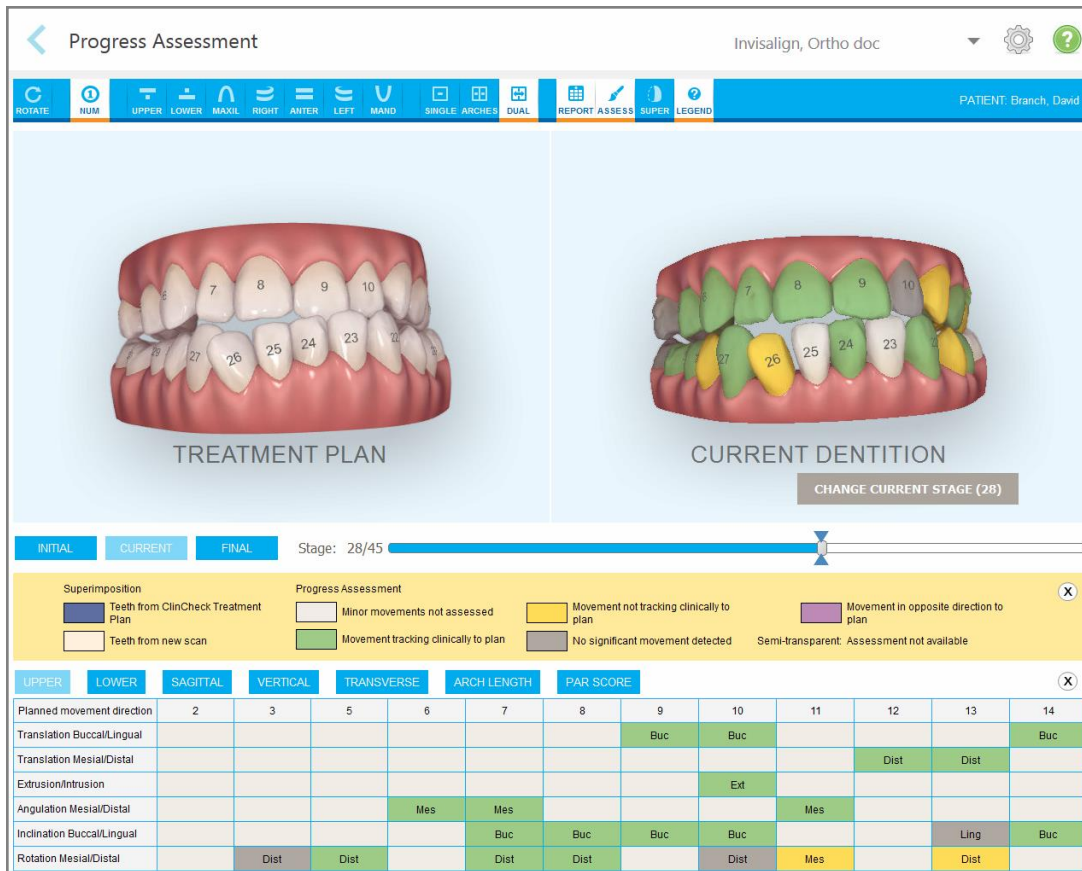 Progress Assessment
Invisalign, Ortho doc
ROTATE NUM UPPER LOWER MAXIL RIGHT ANTER LEFT MAND SINGLE ARCHES DUAL REPORT ASSESS SUPER LEGEND PATIENT: Branch, David
7 8 9 10
27 26 25 24 23 22
TREATMENT PLAN
7 8 9 10
27 26 25 24 23
CURRENT DENTITION
CHANGE CURRENT STAGE (28)
INITIAL CURRENT FINAL Stage: 28/45
Superimposition
Teeth from ClinCheck Treatment
Plan
Teeth from new scan
Progress Assessment
Minor movements not assessed
Movement tracking clinically to plan
Movement not tracking clinically to
plan
No significant movement detected
Movement in opposite direction to
plan
Semi-transparent: Assessment not available
X
UPPER LOWER SAGITTAL VERTICAL TRANSVERSE ARCH LENGTH PAR SCORE X
Planned movement direction 2 3 5 6 7 8 9 10 11 12 13 14
Translation Buccal/Lingual Buc Buc Buc
Translation Mesial/Distal Dist Dist
Extrusion/Intrusion Ext
Angulation Mesial/Distal Mes Mes Mes
Inclination Buccal/Lingual Buc Buc Buc Buc Ling Buc
Rotation Mesial/Distal Dist Dist Dist Dist Dist Mes Dist